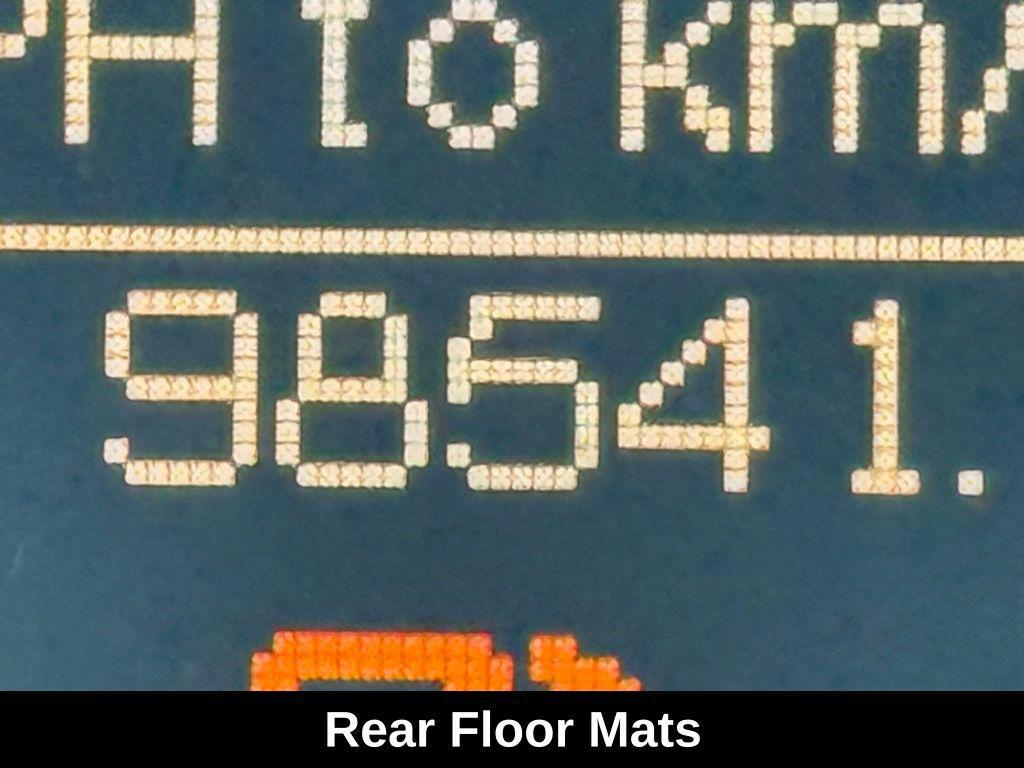 PH to km/
98541.
Rear Floor Mats